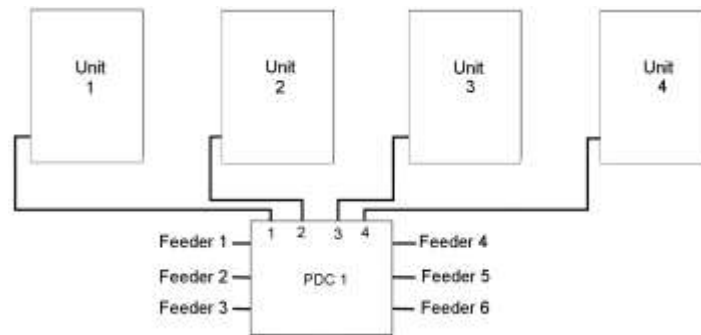 Unit
1
Unit
2
Unit
3
Unit
4
1 2 3 4
Feeder 1
Feeder 2
Feeder 3
PDC 1
Feeder 4
Feeder 5
Feeder 6